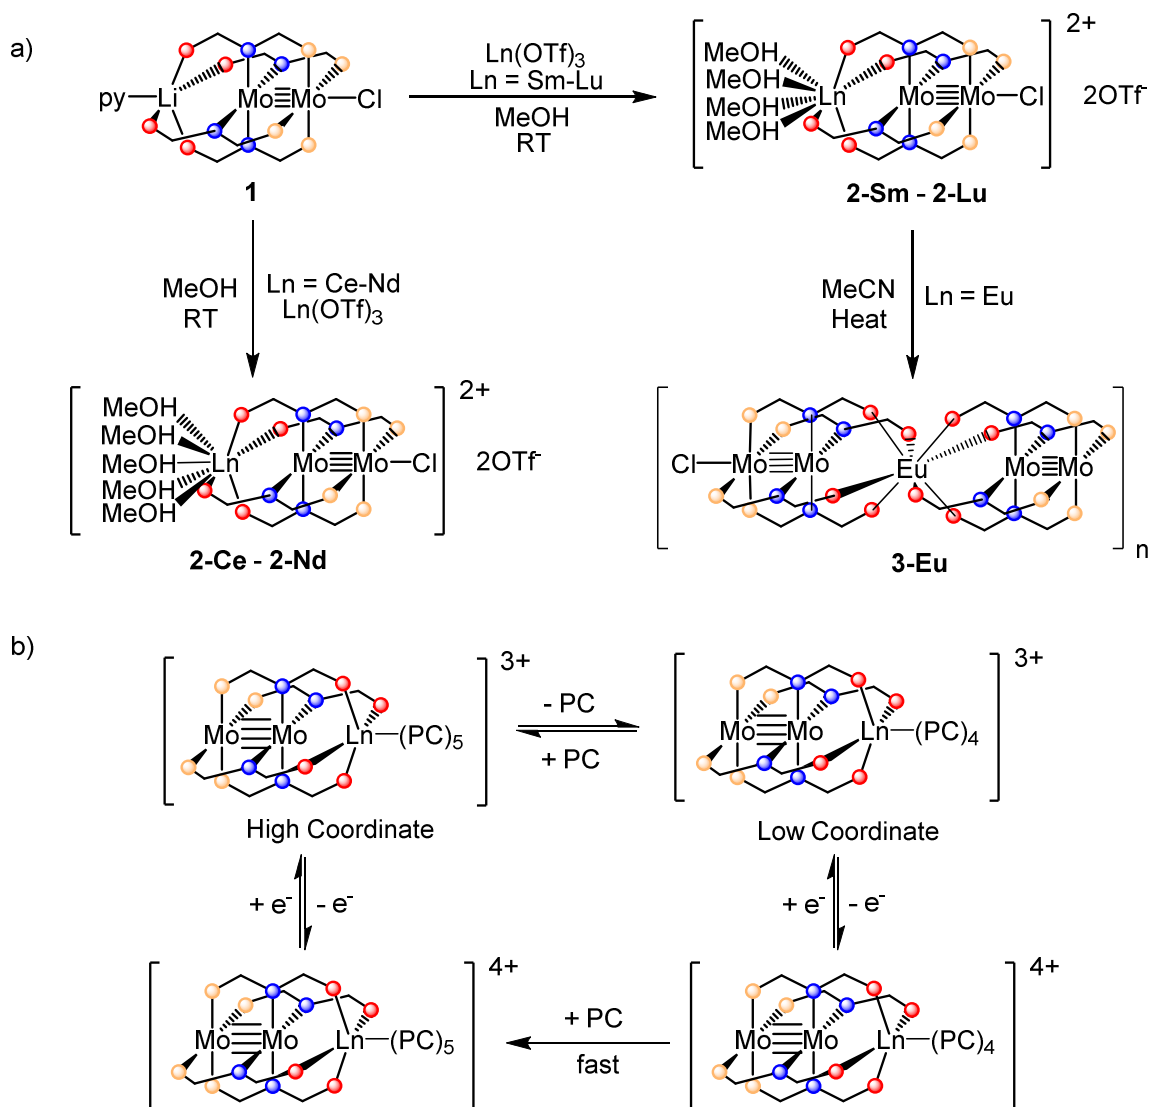 a)
py
Li
Mo
Mo
Cl
1
Ln(OTf)3
Ln = Sm-Lu
MeOH
RT
MeOH
MeOH
MeOH
MeOH
Ln
Mo
Mo
Cl
2+
2OTf-
2-Sm - 2-Lu
MeOH
RT
Ln = Ce-Nd
Ln(OTf)3
MeCN
Heat
Ln = Eu
MeOH
MeOH
MeOH
MeOH
MeOH
Ln
Mo
Mo
Cl
2+
2OTf-
2-Ce - 2-Nd
Cl
Mo
Mo
Eu
Mo
Mo
n
3-Eu
b)
Mo
Mo
Ln
(PC)5
3+
High Coordinate
- PC
+ PC
Mo
Mo
Ln
(PC)4
3+
Low Coordinate
+ e-
- e-
+ e-
- e-
Mo
Mo
Ln
(PC)5
4+
+ PC
fast
Mo
Mo
Ln
(PC)4
4+